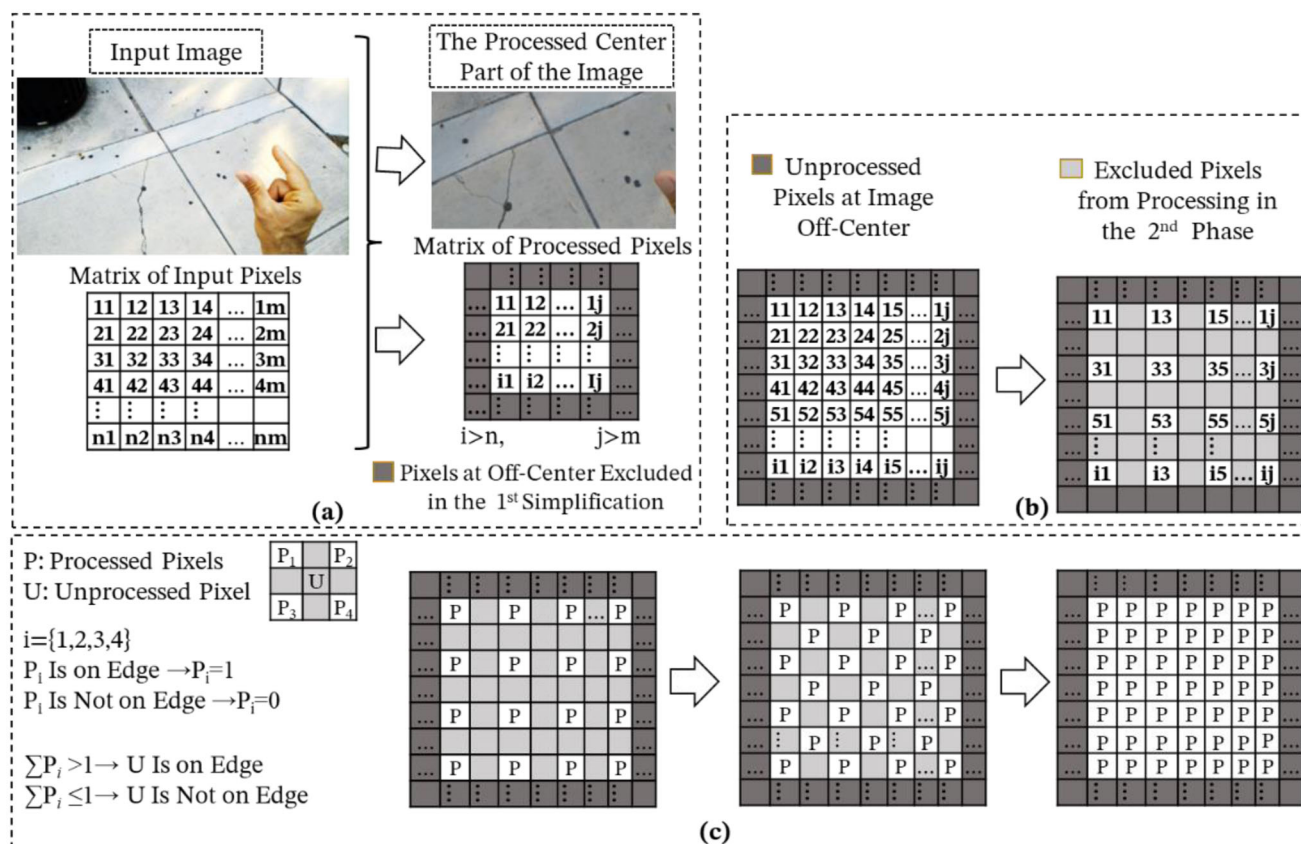 Input Image
The Processed Center
Part of the Image
Matrix of Input Pixels
11 12 13 14 ... 1m
21 22 23 24 ... 2m
31 32 33 34 ... 3m
41 42 43 44 ... 4m
⋮ ⋮ ⋮ ⋮
n1 n2 n3 n4 ... nm
Matrix of Processed Pixels
⋮ ⋮ ⋮ ⋮
... 11 12 ... 1j ...
... 21 22 ... 2j ...
⋮ ⋮ ⋮ ⋮
... i1 i2 ... Ij ...
... ⋮ ⋮ ⋮ ⋮ ...
i>n, j>m
Pixels at Off-Center Excluded
in the 1st Simplification
(a)
Unprocessed
Pixels at Image
Off-Center
⋮ ⋮ ⋮ ⋮ ⋮ ⋮ ⋮
... 11 12 13 14 15 ... 1j ...
... 21 22 23 24 25 ... 2j ...
... 31 32 33 34 35 ... 3j ...
... 41 42 43 44 45 ... 4j ...
... 51 52 53 54 55 ... 5j ...
⋮ ⋮ ⋮ ⋮ ⋮
... i1 i2 i3 i4 i5 ... ij ...
⋮ ⋮ ⋮ ⋮ ⋮ ⋮ ⋮
Excluded Pixels
from Processing in
the 2nd Phase
⋮ ⋮ ⋮ ⋮ ⋮ ⋮ ⋮
... 11 13 15 ... 1j ...
... 31 33 35 ... 3j ...
... 51 53 55 ... 5j ...
⋮ ⋮ ⋮
... i1 i3 i5 ... ij ...
(b)
P: Processed Pixels
U: Unprocessed Pixel
P1 P2
U
P3 P4
i={1,2,3,4}
Pi Is on Edge →Pi=1
Pi Is Not on Edge →Pi=0
∑Pi >1→ U Is on Edge
∑Pi ≤1→ U Is Not on Edge
⋮ ⋮ ⋮ ⋮ ⋮ ⋮ ⋮
... P P P ... P ...
...
... P P P P ...
...
... P P P P ...
...
... P P P P ...
⋮ ⋮ ⋮ ⋮ ⋮ ⋮ ⋮
⋮ ⋮ ⋮ ⋮ ⋮ ⋮ ⋮
... P P P ... P ...
... P P P ...
... P P P ... P ...
... P P P ...
... P P P ... P ...
... ⋮ P ⋮ P ⋮ P ...
... P P P ... P ...
⋮ ⋮ ⋮ ⋮ ⋮ ⋮ ⋮
⋮ ⋮ ⋮ ⋮ ⋮ ⋮ ⋮
... P P P P P P P ...
... P P P P P P P ...
... P P P P P P P ...
... P P P P P P P ...
... P P P P P P P ...
... P P P P P P P ...
... P P P P P P P ...
⋮ ⋮ ⋮ ⋮ ⋮ ⋮ ⋮
(c)